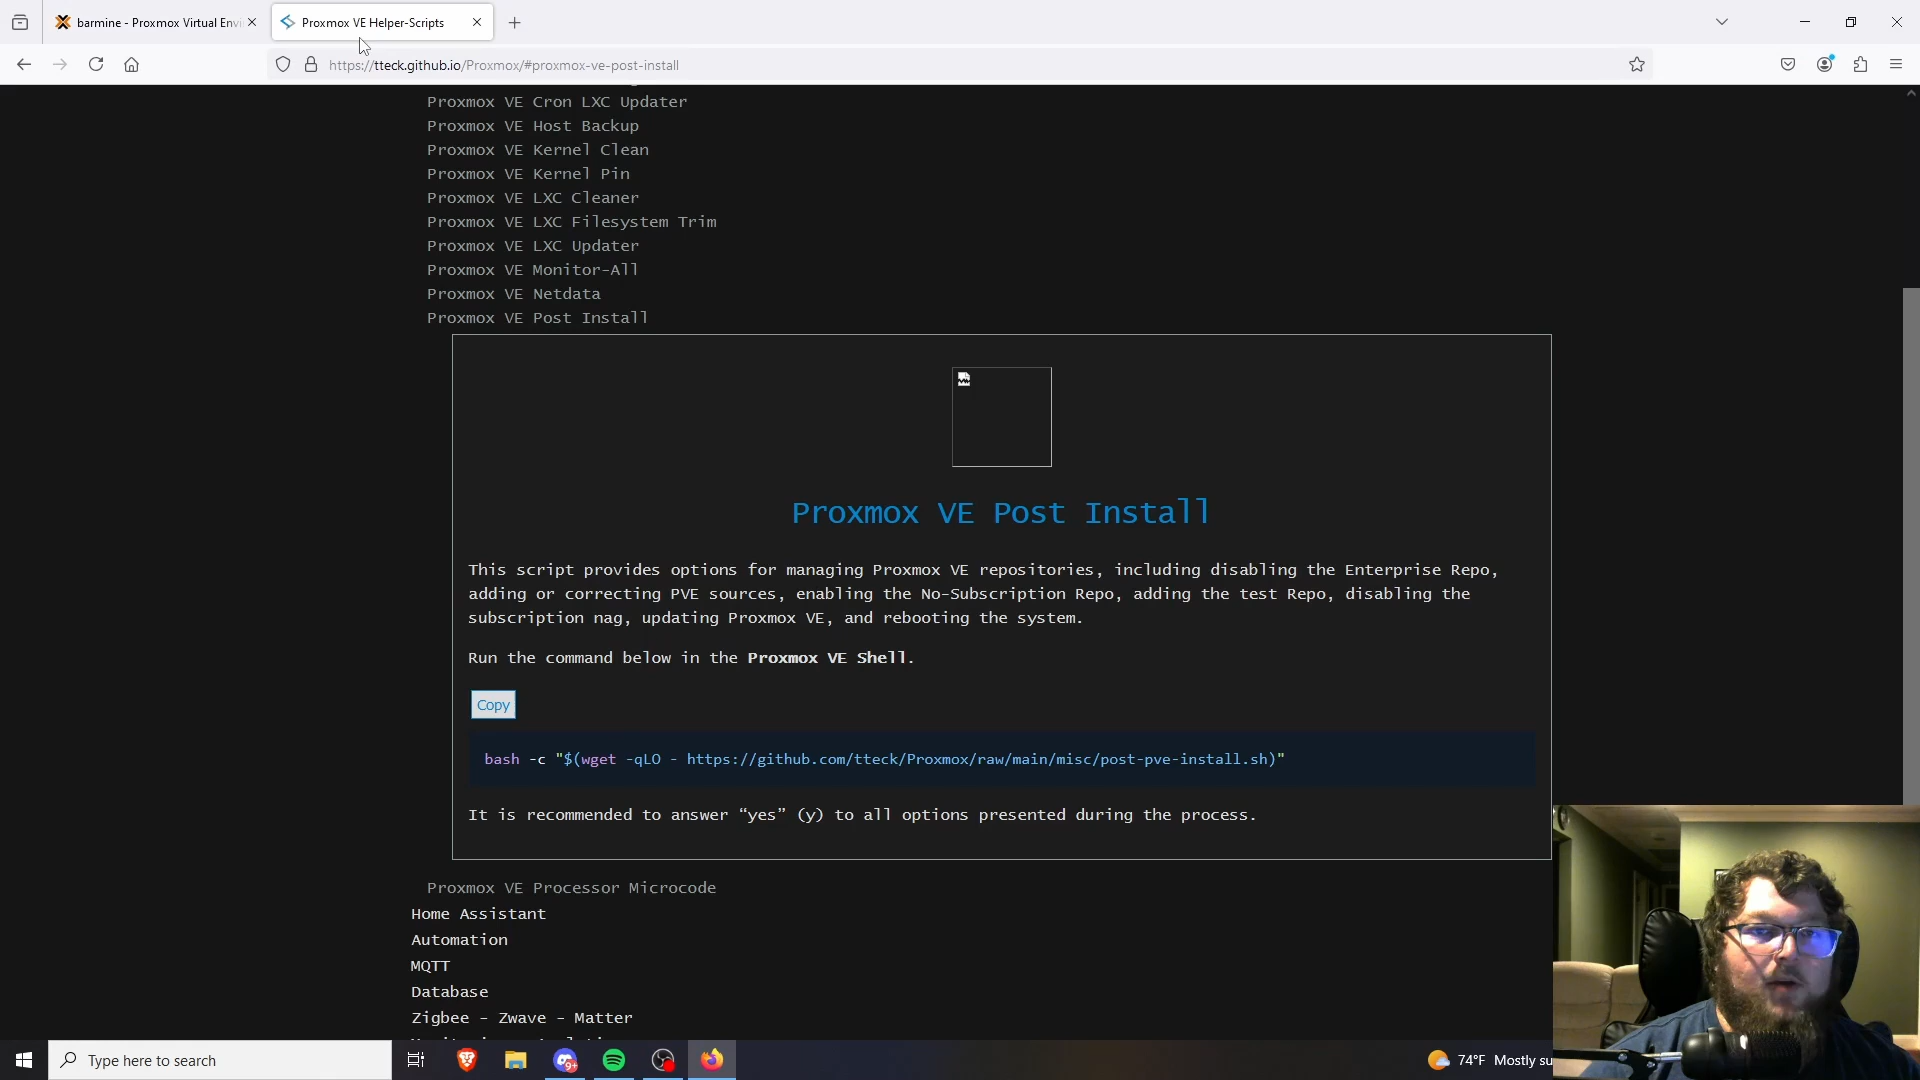 barmine - Proxmox Virtual Envi
Proxmox VE Helper-Scripts
https://tteck.github.io/Proxmox/#proxmox-ve-post-install
Proxmox VE Cron LXC Updater
Proxmox VE Host Backup
Proxmox VE Kernel Clean
Proxmox VE Kernel Pin
Proxmox VE LXC Cleaner
Proxmox VE LXC Filesystem Trim
Proxmox VE LXC Updater
Proxmox VE Monitor-All
Proxmox VE Netdata
Proxmox VE Post Install
Proxmox VE Post Install
This script provides options for managing Proxmox VE repositories, including disabling the Enterprise Repo,
adding or correcting PVE sources, enabling the No-Subscription Repo, adding the test Repo, disabling the
subscription nag, updating Proxmox VE, and rebooting the system.
Run the command below in the Proxmox VE Shell.
Copy
bash -c "$(wget -qLO - https://github.com/tteck/Proxmox/raw/main/misc/post-pve-install.sh)"
It is recommended to answer “yes” (y) to all options presented during the process.
Proxmox VE Processor Microcode
Home Assistant
Automation
MQTT
Database
Zigbee - Zwave - Matter
Type here to search
9+
74°F Mostly su